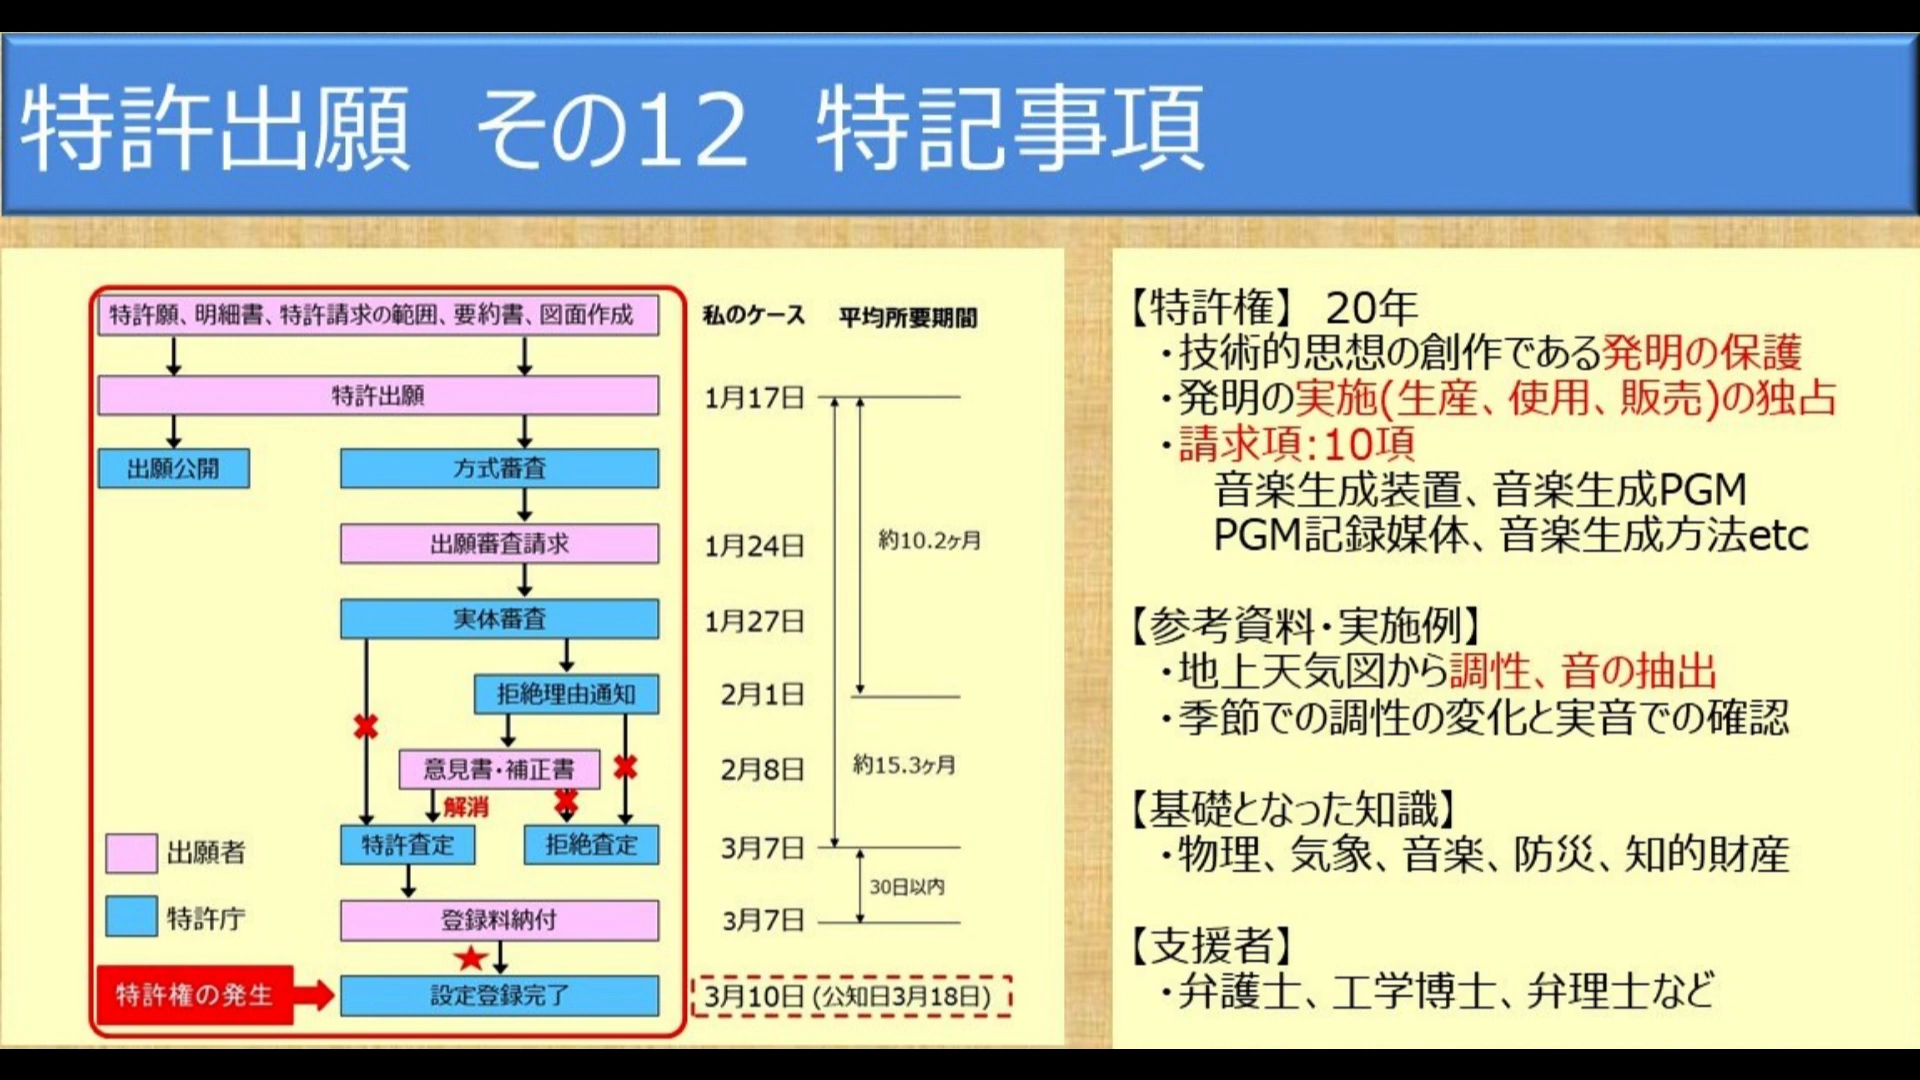 特許出願　その12　特記事項
特許願、明細書、特許請求の範囲、要約書、図面作成
私のケース
平均所要期間
特許出願
1月17日
出願公開
方式審査
出願審査請求
1月24日
約10.2ヶ月
実体審査
1月27日
拒絶理由通知
2月1日
意見書・補正書
2月8日
約15.3ヶ月
解消
特許査定
拒絶査定
3月7日
出願者
30日以内
登録料納付
3月7日
特許庁
特許権の発生
設定登録完了
3月10日(公知日3月18日)
【特許権】 20年
・技術的思想の創作である発明の保護
・発明の実施(生産、使用、販売)の独占
・請求項:10項
音楽生成装置、音楽生成PGM
PGM記録媒体、音楽生成方法etc
【参考資料・実施例】
・地上天気図から調性、音の抽出
・季節での調性の変化と実音での確認
【基礎となった知識】
・物理、気象、音楽、防災、知的財産
【支援者】
・弁護士、工学博士、弁理士など